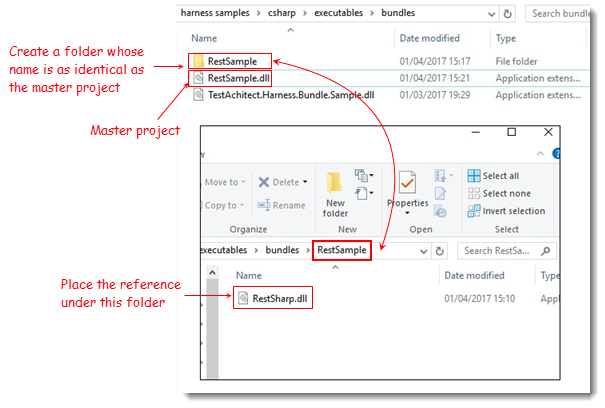 harness samples > csharp > executables > bundles
Search bundl
Name
Date modified
Type
RestSample
01/04/2017 15:17
File folder
RestSample.dll
01/04/2017 15:21
Application extens...
TestAchitect.Harness.Bundle.Sample.dll
01/03/2017 19:29
Application extens...
Create a folder whose
name is as identical as
the master project
Master project
Move to
Delete
Copy to
Rename
Organize
New
folder
New
Properties
Open
Select all
Select none
Invert selection
Select
executables > bundles > RestSample
Search RestSa...
Name
Date modified
Type
RestSharp.dll
01/04/2017 15:10
Appl
Place the reference
under this folder